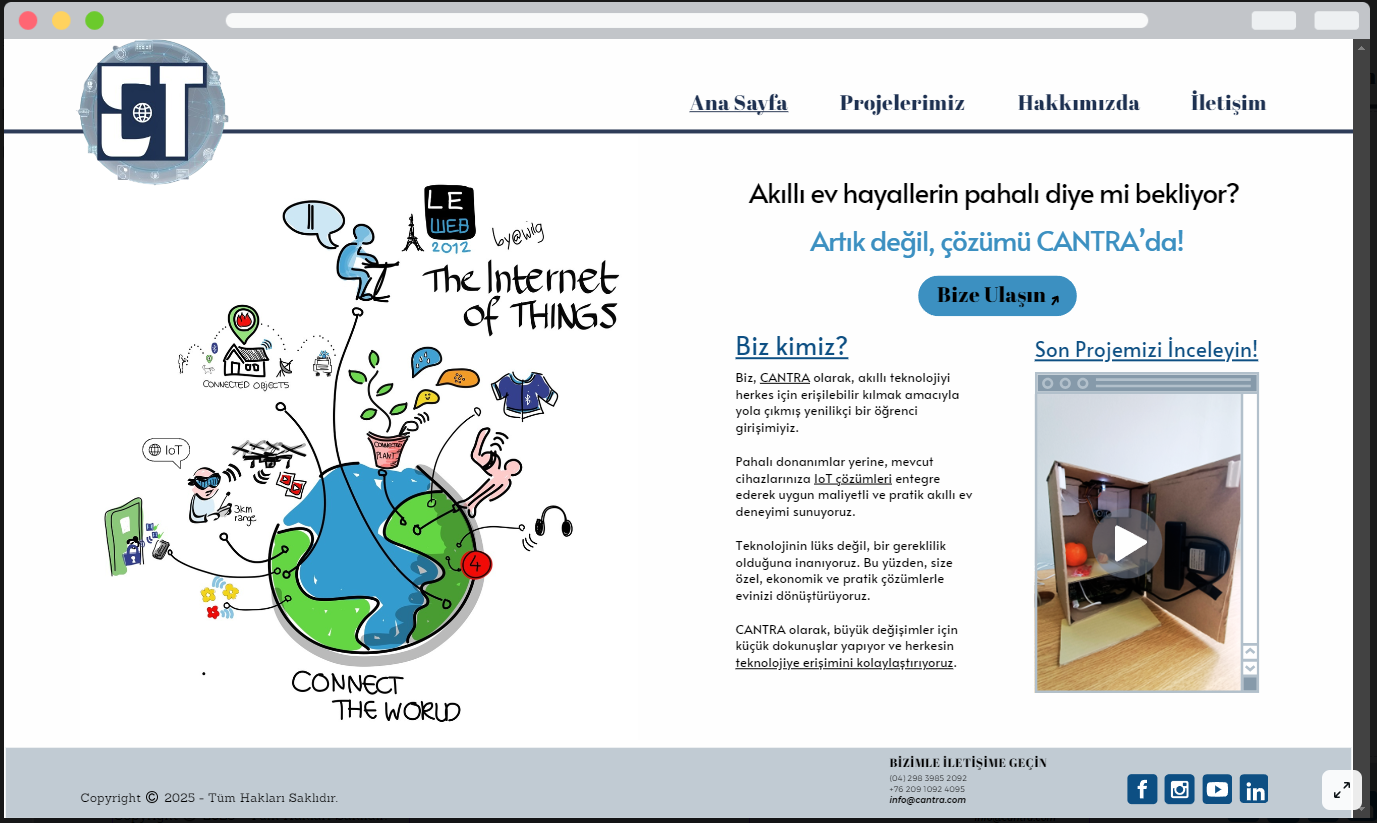 Ana Sayfa
Projelerimiz
Hakkımızda
İletişim
LE
WEB
2012
by@wilg
The Internet
of THINGS
CONNECTED OBJECTS
CONNECTED
PLANT
IoT
3km
range
4
CONNECT
THE WORLD
Akıllı ev hayallerin pahalı diye mi bekliyor?
Artık değil, çözümü CANTRA’da!
Bize Ulaşın
Biz kimiz?
Biz, CANTRA olarak, akıllı teknolojiyi
herkes için erişilebilir kılmak amacıyla
yola çıkmış yenilikçi bir öğrenci
girişimiyiz.
Pahalı donanımlar yerine, mevcut
cihazlarınıza IoT çözümleri entegre
ederek uygun maliyetli ve pratik akıllı ev
deneyimi sunuyoruz.
Teknolojinin lüks değil, bir gereklilik
olduğuna inanıyoruz. Bu yüzden, size
özel, ekonomik ve pratik çözümlerle
evinizi dönüştürüyoruz.
CANTRA olarak, büyük değişimler için
küçük dokunuşlar yapıyor ve herkesin
teknolojiye erişimini kolaylaştırıyoruz.
Son Projemizi İnceleyin!
Copyright © 2025 - Tüm Hakları Saklıdır.
BİZİMLE İLETİŞİME GEÇİN
(04) 298 3985 2092
+76 209 1092 4095
info@cantra.com